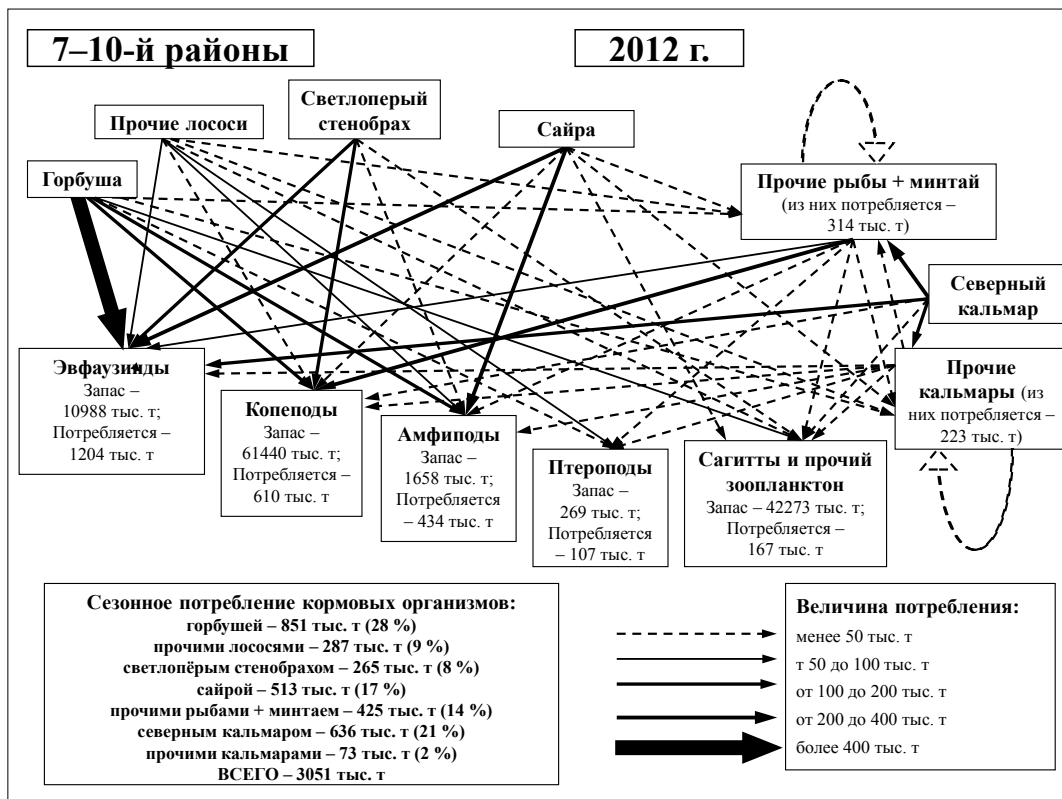 7–10-й районы
2012 г.
Светлоперый
стенобрах
Прочие лососи
Сайра
Горбуша
Прочие рыбы + минтай
(из них потребляется –
314 тыс. т)
Северный
кальмар
Эвфаузииды
Запас –
10988 тыс. т;
Потребляется –
1204 тыс. т
Копеподы
Запас –
61440 тыс. т;
Потребляется –
610 тыс. т
Амфиподы
Запас –
1658 тыс. т;
Потребляется
– 434 тыс. т
Птероподы
Запас –
269 тыс. т;
Потребляется
– 107 тыс. т
Сагитты и прочий
зоопланктон
Запас – 42273 тыс. т;
Потребляется –
167 тыс. т
Прочие
кальмары (из
них потребляется –
223 тыс. т)
Сезонное потребление кормовых организмов:
горбушей – 851 тыс. т (28 %)
прочими лососями – 287 тыс. т (9 %)
светлопёрым стенобрахом – 265 тыс. т (8 %)
сайрой – 513 тыс. т (17 %)
прочими рыбами + минтаем – 425 тыс. т (14 %)
северным кальмаром – 636 тыс. т (21 %)
прочими кальмарами – 73 тыс. т (2 %)
ВСЕГО – 3051 тыс. т
Величина потребления:
менее 50 тыс. т
т 50 до 100 тыс. т
от 100 до 200 тыс. т
от 200 до 400 тыс. т
более 400 тыс. т